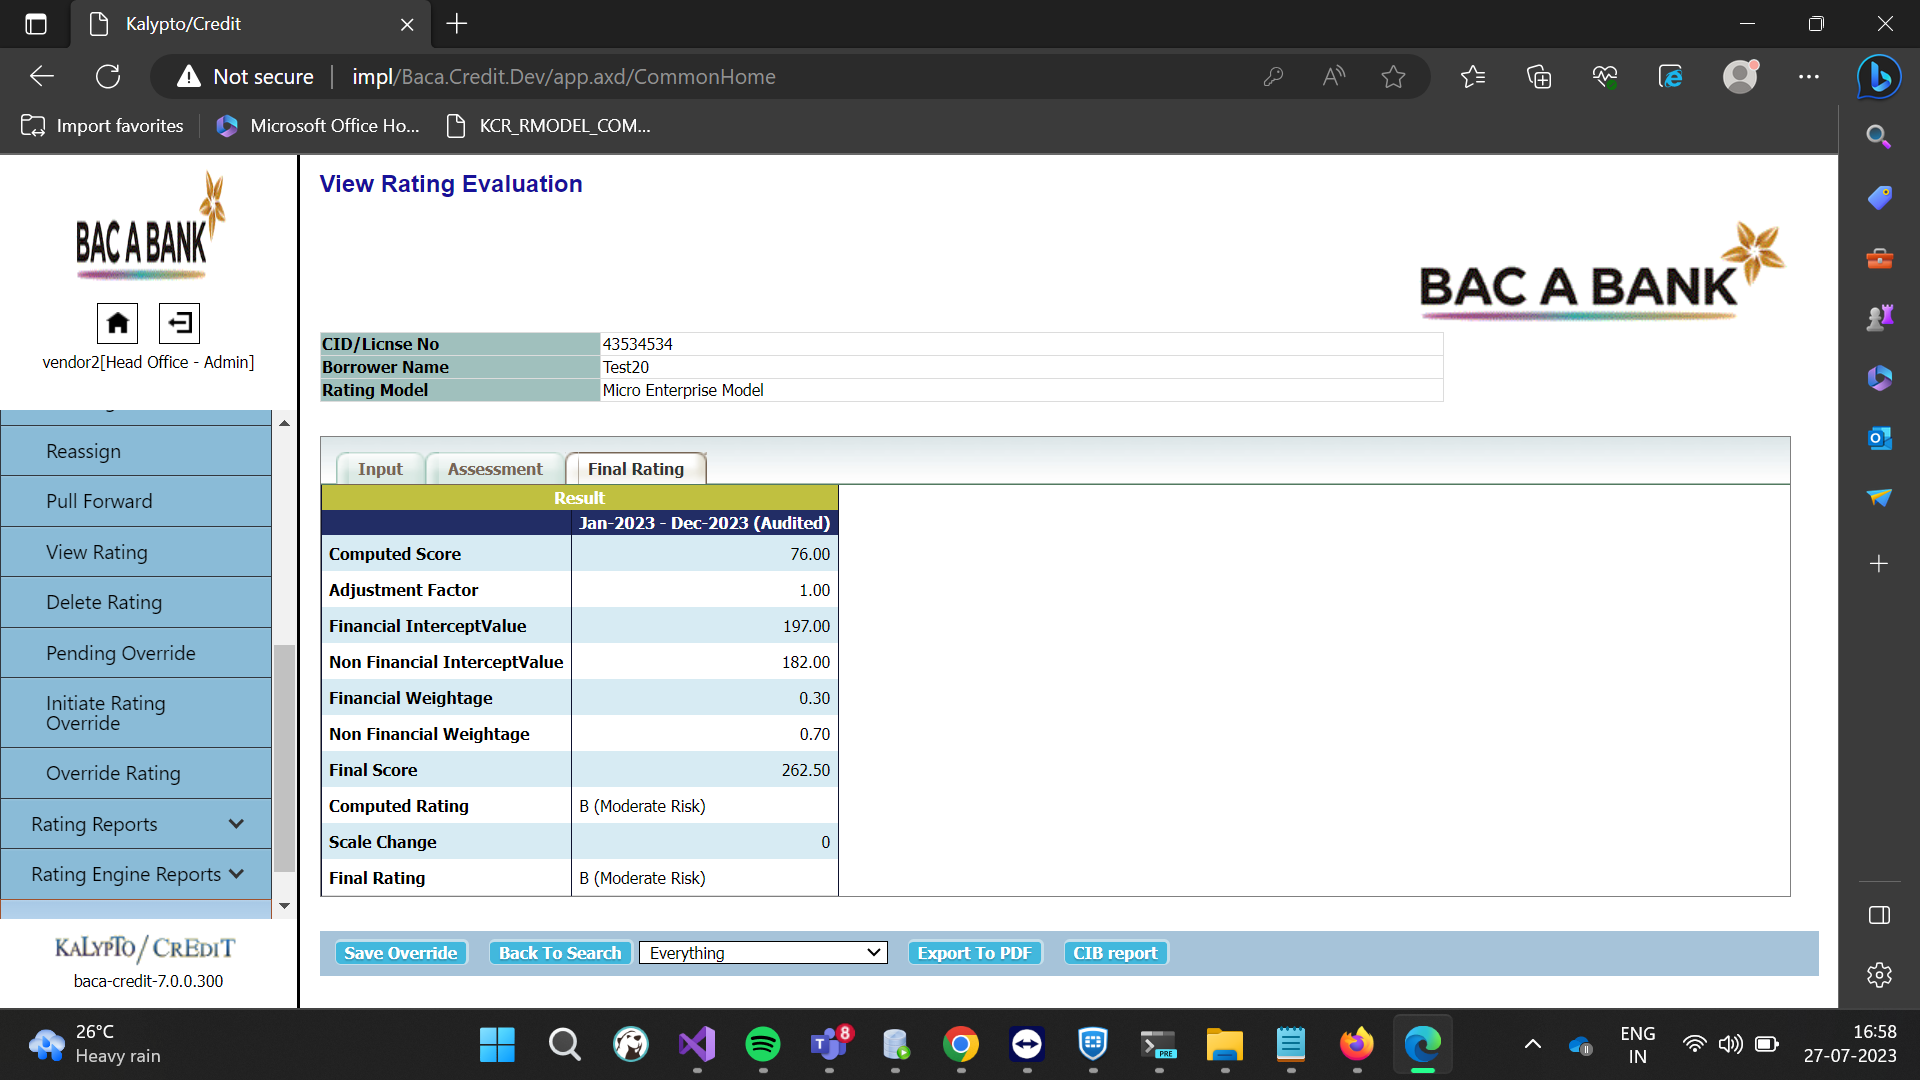 Kalypto/Credit
Not secure
impl/Baca.Credit.Dev/app.axd/CommonHome
Import favorites
Microsoft Office Ho...
KCR_RMODEL_COM...
BAC A BANK
vendor2[Head Office - Admin]
Reassign
Pull Forward
View Rating
Delete Rating
Pending Override
Initiate Rating
Override
Override Rating
Rating Reports
Rating Engine Reports
KALYPTO / CREDIT
baca-credit-7.0.0.300
View Rating Evaluation
BAC A BANK
CID/Licnse No 43534534
Borrower Name Test20
Rating Model Micro Enterprise Model
Input Assessment Final Rating
Result
Jan-2023 - Dec-2023 (Audited)
Computed Score 76.00
Adjustment Factor 1.00
Financial InterceptValue 197.00
Non Financial InterceptValue 182.00
Financial Weightage 0.30
Non Financial Weightage 0.70
Final Score 262.50
Computed Rating B (Moderate Risk)
Scale Change 0
Final Rating B (Moderate Risk)
Save Override Back To Search Everything Export To PDF CIB report
26°C
Heavy rain
8
PRE
ENG
IN
16:58
27-07-2023